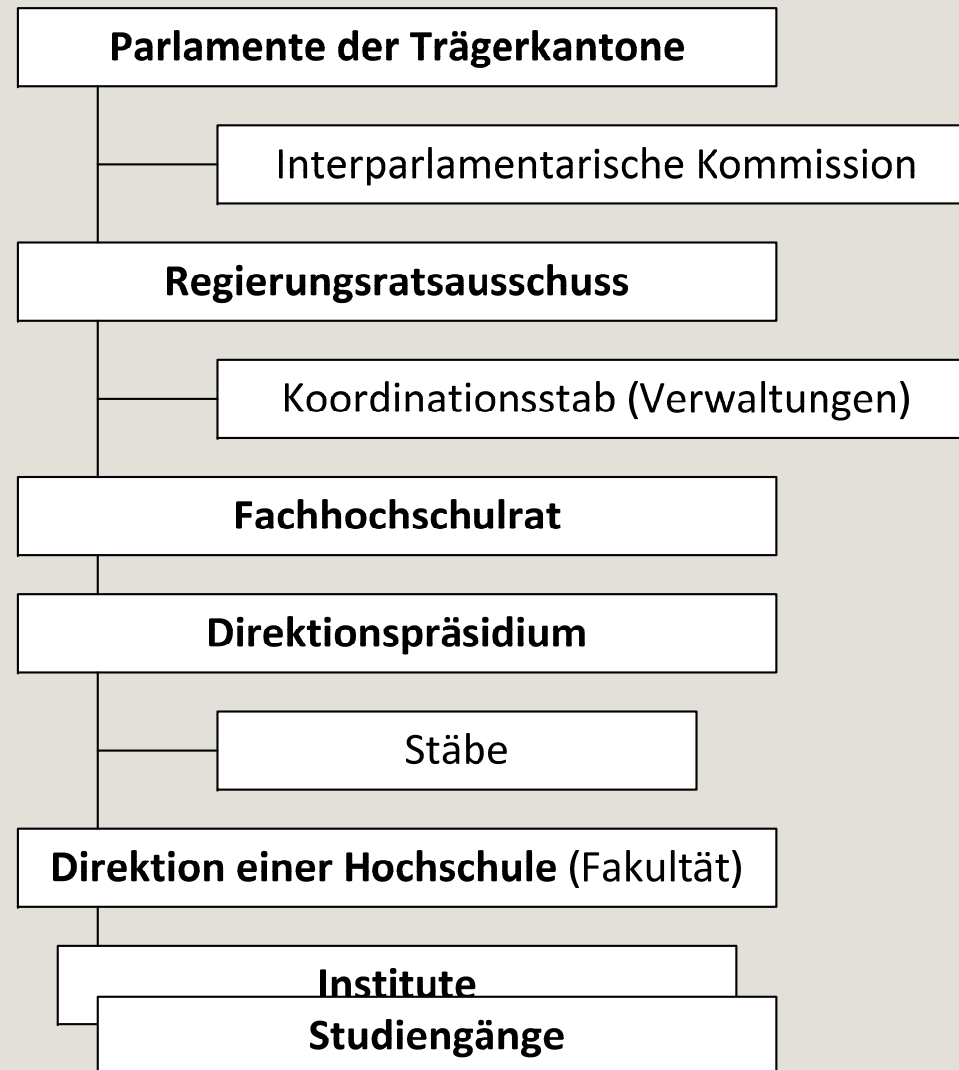 Parlamente der Trägerkantone
Interparlamentarische Kommission
Regierungsratsausschuss
Koordinationsstab (Verwaltungen)
Fachhochschulrat
Direktionspräsidium
Stäbe
Direktion einer Hochschule (Fakultät)
Institute
Studiengänge